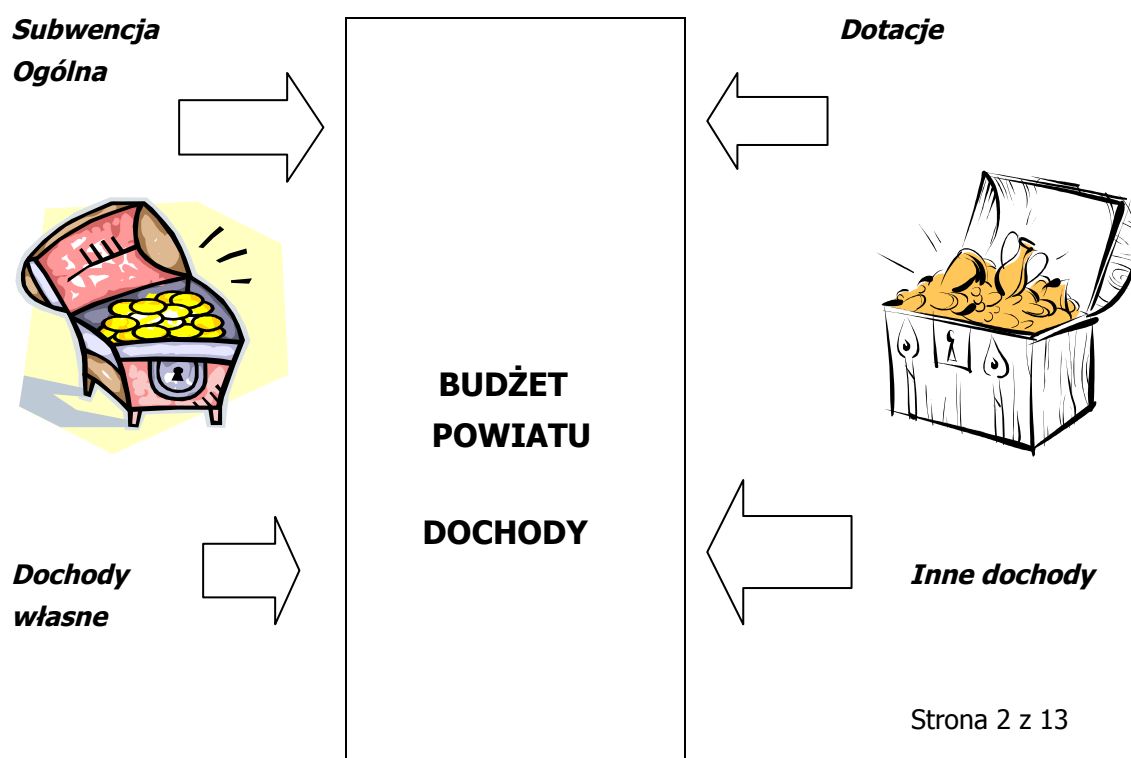 Subwencja
Ogólna
Dotacje
BUDŻET
POWIATU
DOCHODY
Dochody
własne
Inne dochody
Strona 2 z 13